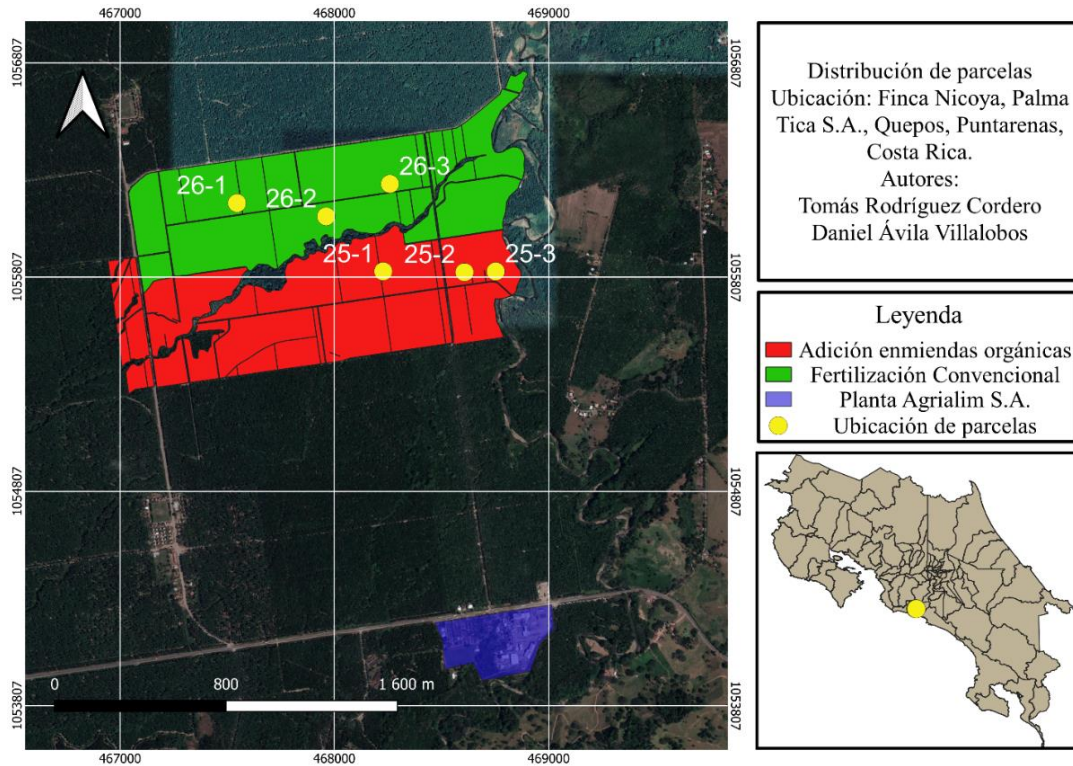 467000
468000
469000
1056807
1056807
26-1
26-2
26-3
25-1
25-2
25-3
1055807
1055807
1054807
1054807
0
800
1 600 m
1053807
1053807
467000
468000
469000
Distribución de parcelas
Ubicación: Finca Nicoya, Palma
Tica S.A., Quepos, Puntarenas,
Costa Rica.
Autores:
Tomás Rodríguez Cordero
Daniel Ávila Villalobos
Leyenda
Adición enmiendas orgánicas
Fertilización Convencional
Planta Agrialim S.A.
Ubicación de parcelas